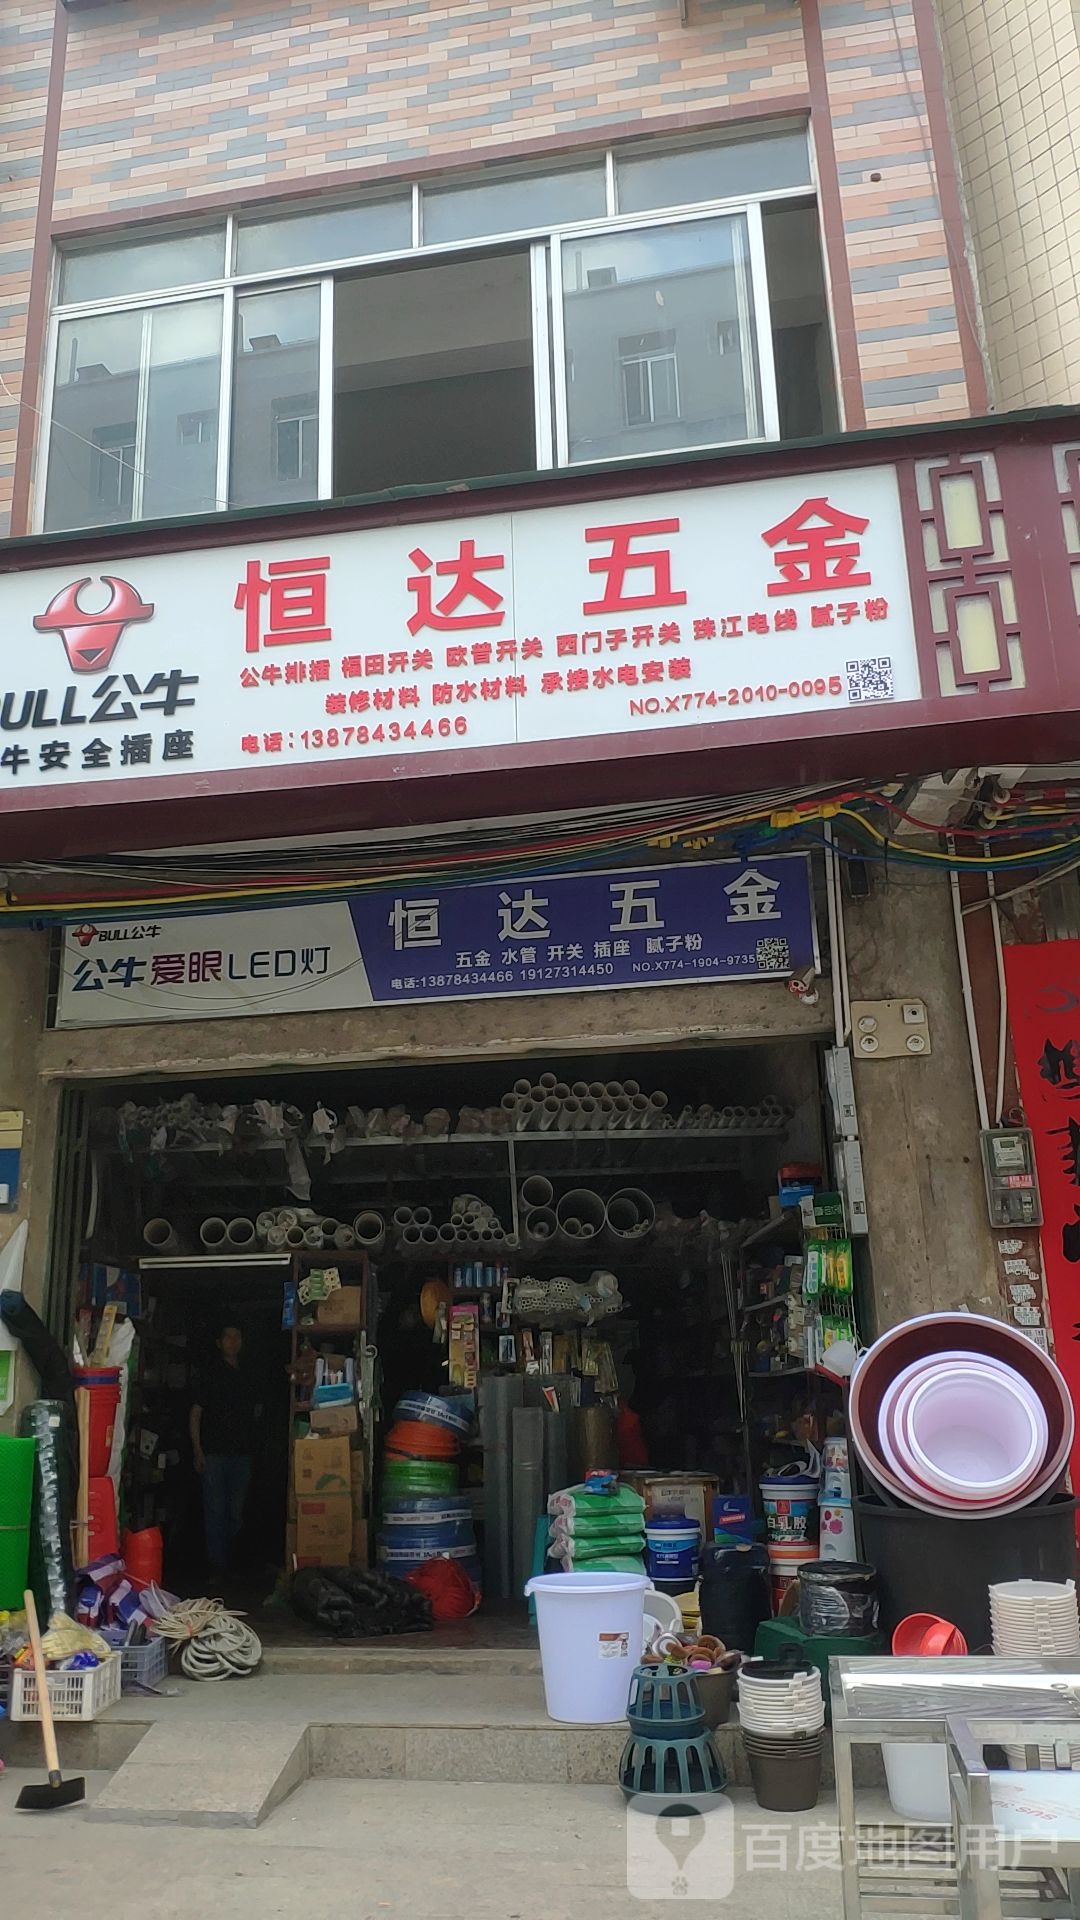 恒达五金
公牛排插 福田开关 欧普开关 西门子开关 珠江电线 腻子粉
装修材料 防水材料 承接水电安装
电话：13878434466
NO.X774-2010-0095
BULL公牛
牛安全插座
恒达五金
五金 水管 开关 插座 腻子粉
电话:13878434466 19127314450 NO.X774-1904-9735
BULL公牛
公牛爱眼LED灯
白乳胶
百度地图用户